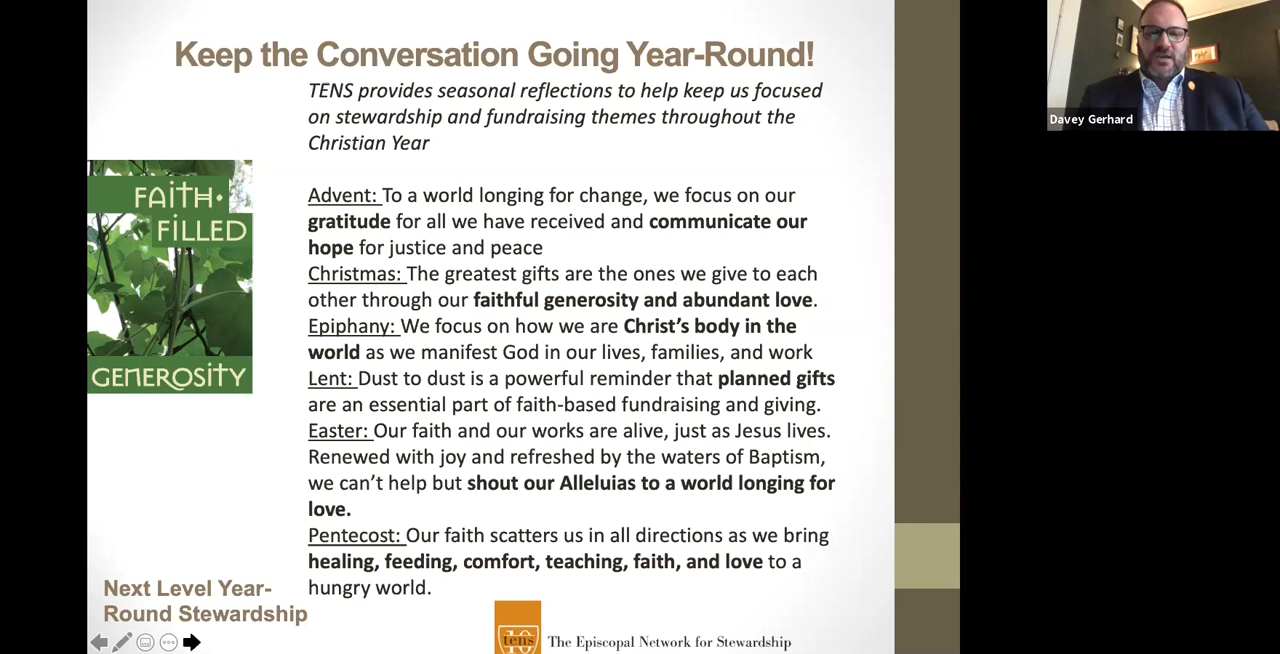 Keep the Conversation Going Year-Round!
TENS provides seasonal reflections to help keep us focused
on stewardship and fundraising themes throughout the
Christian Year
FAITH·
FILLED
GENEROSITY
Advent: To a world longing for change, we focus on our
gratitude for all we have received and communicate our
hope for justice and peace
Christmas: The greatest gifts are the ones we give to each
other through our faithful generosity and abundant love.
Epiphany: We focus on how we are Christ’s body in the
world as we manifest God in our lives, families, and work
Lent: Dust to dust is a powerful reminder that planned gifts
are an essential part of faith-based fundraising and giving.
Easter: Our faith and our works are alive, just as Jesus lives.
Renewed with joy and refreshed by the waters of Baptism,
we can’t help but shout our Alleluias to a world longing for
love.
Pentecost: Our faith scatters us in all directions as we bring
healing, feeding, comfort, teaching, faith, and love to a
hungry world.
Next Level Year-
Round Stewardship
tens
The Episcopal Network for Stewardship
Davey Gerhard